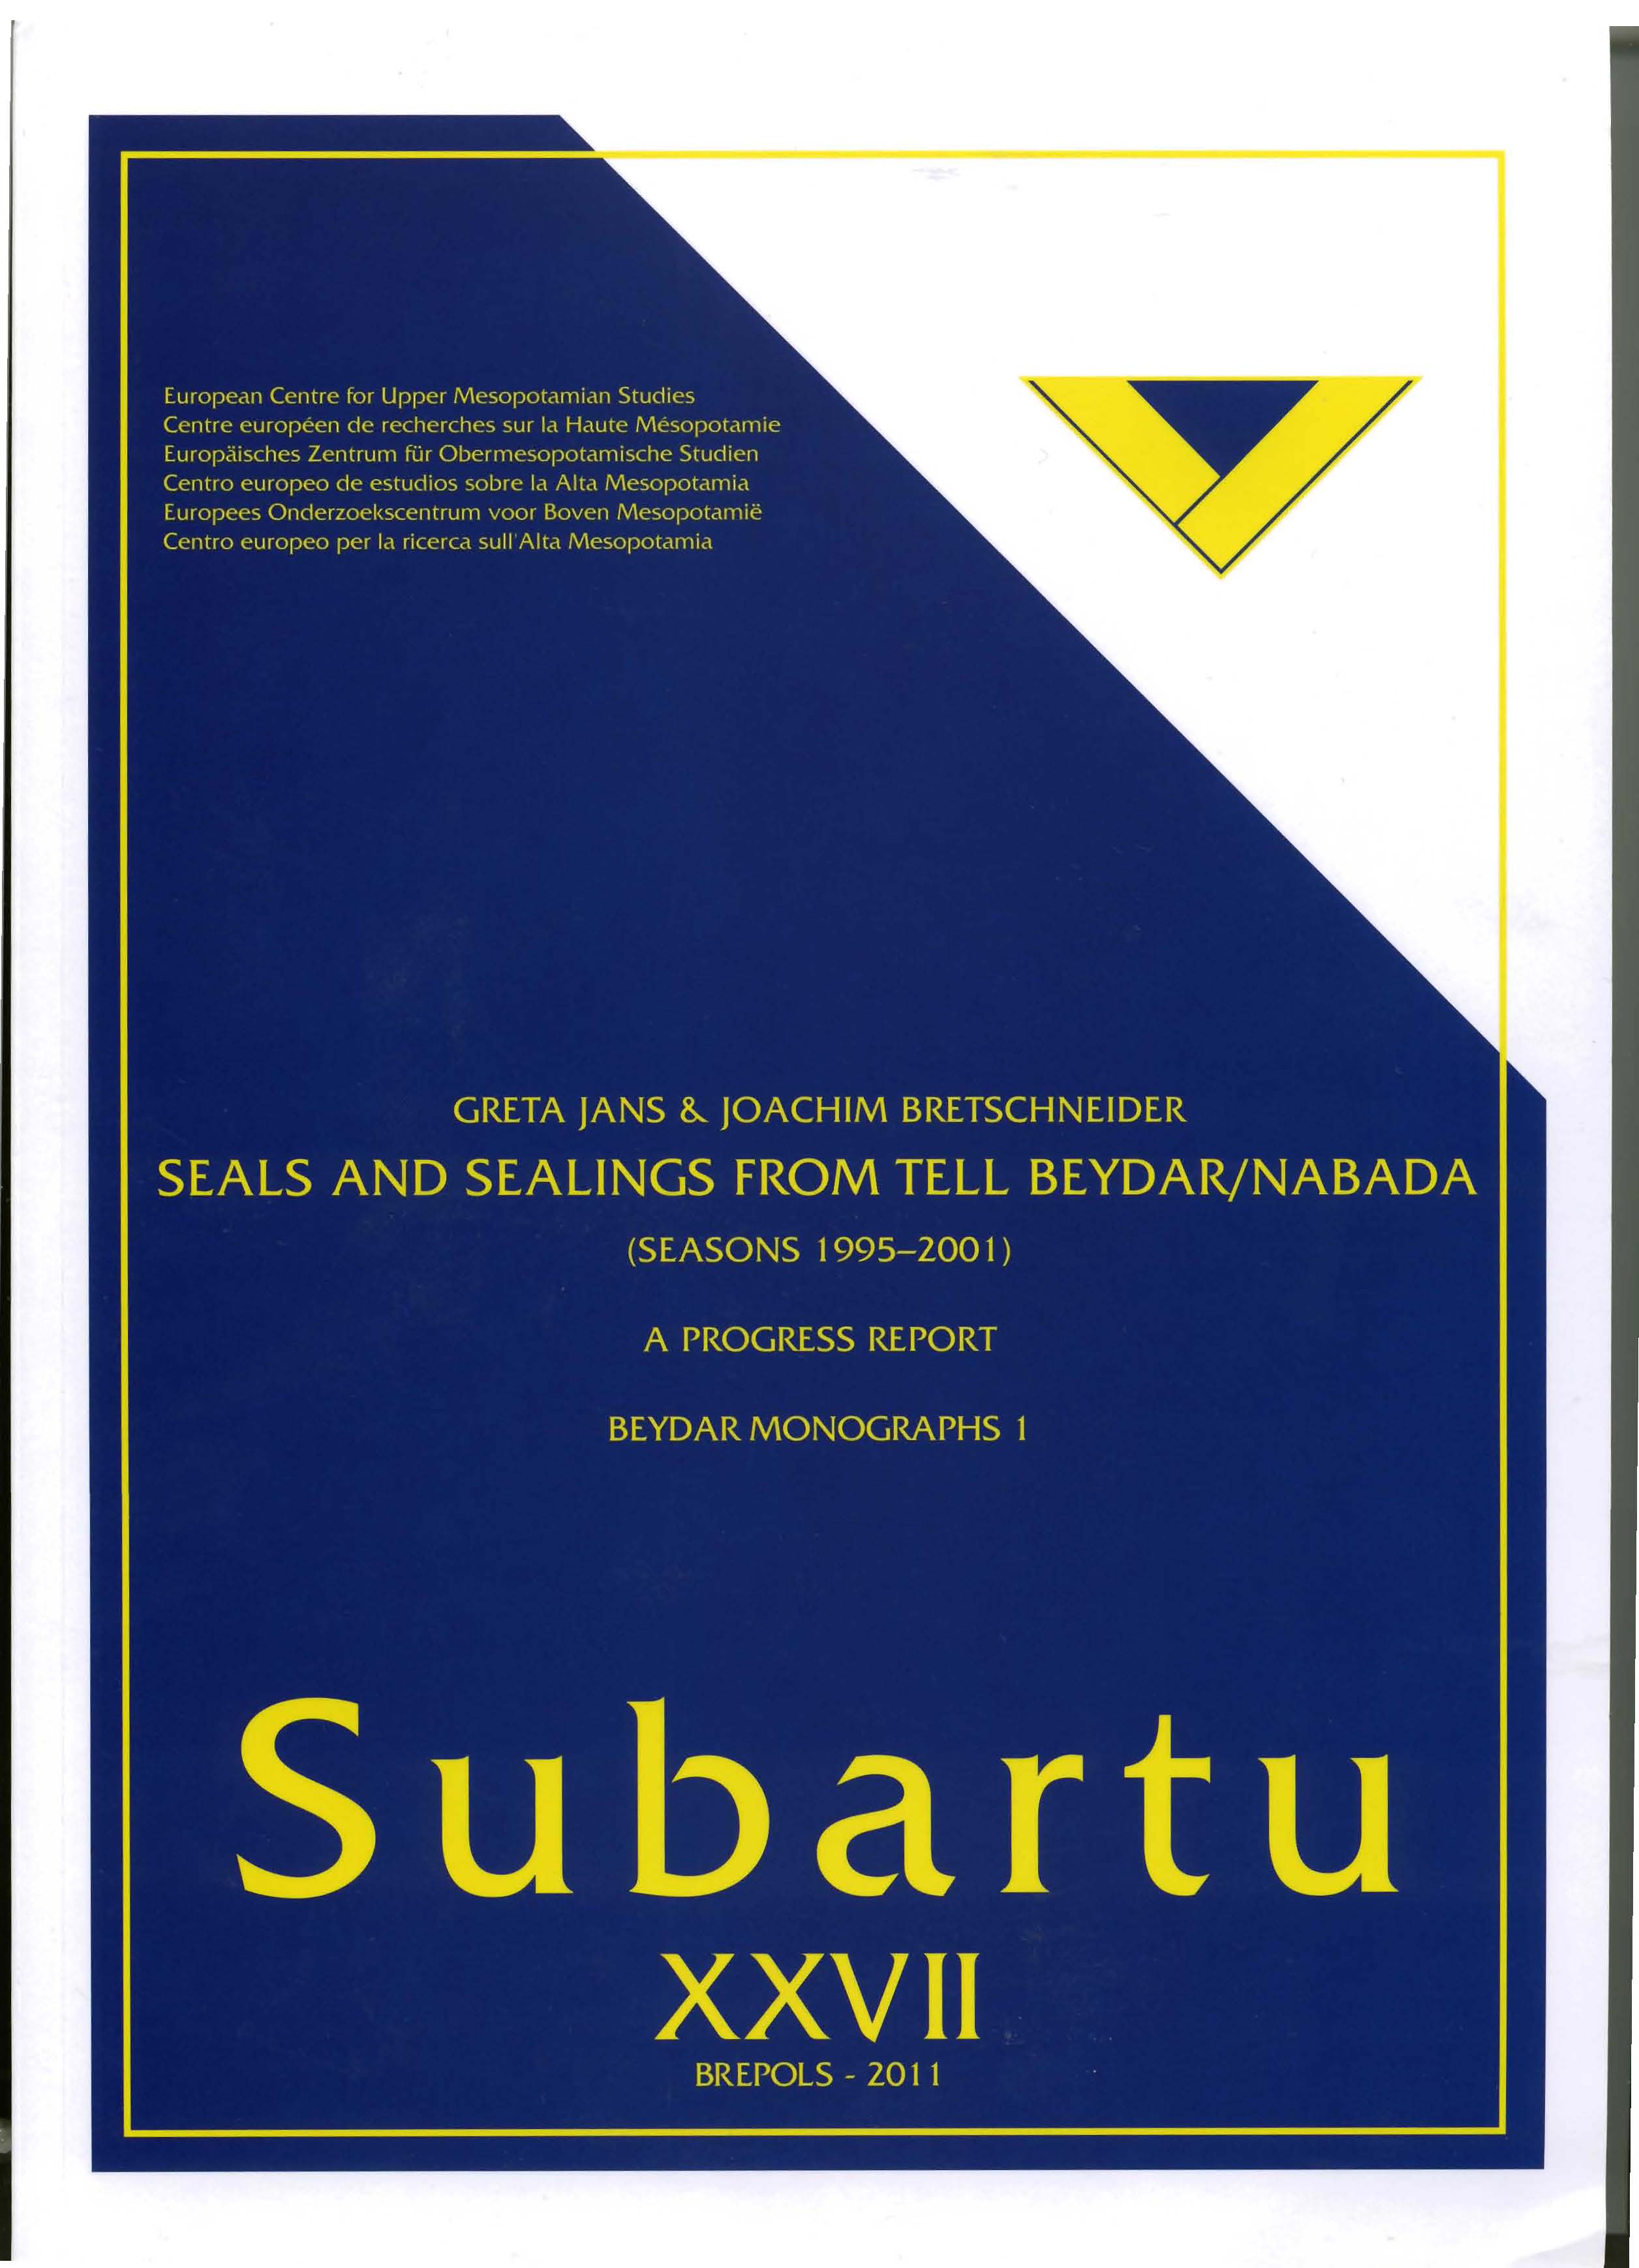 European Centre for Upper Mesopotamian Studies
Centre européen de recherches sur la Haute Mésopotamie
Europäisches Zentrum für Obermesopotamische Studien
Centro europeo de estudios sobre la Alta Mesopotamia
Europees Onderzoekscentrum voor Boven Mesopotamië
Centro europeo per la ricerca sull'Alta Mesopotamia
GRETA JANS & JOACHIM BRETSCHNEIDER
SEALS AND SEALINGS FROM TELL BEYDAR/NABADA
(SEASONS 1995–2001)
A PROGRESS REPORT
BEYDAR MONOGRAPHS 1
Subartu
XXVII
BREPOLS - 2011